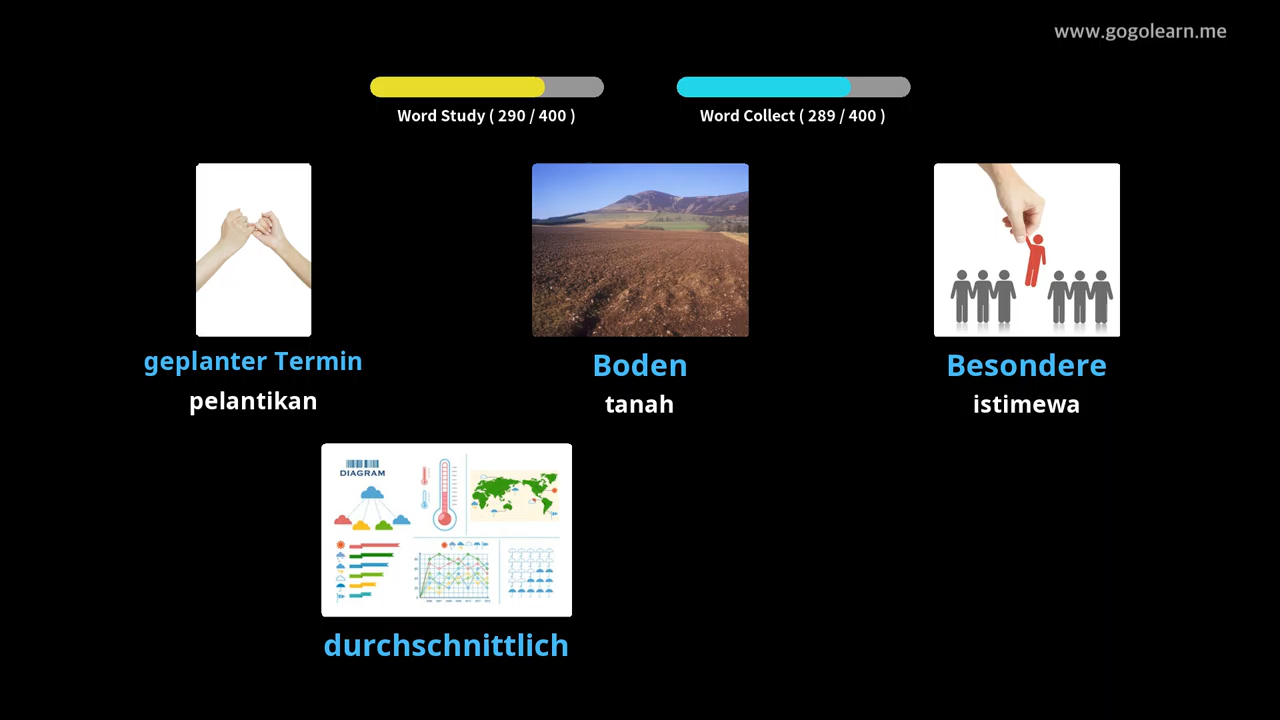 www.gogolearn.me
Word Study ( 290 / 400 )
Word Collect ( 289 / 400 )
geplanter Termin
pelantikan
Boden
tanah
Besondere
istimewa
DIAGRAM
durchschnittlich